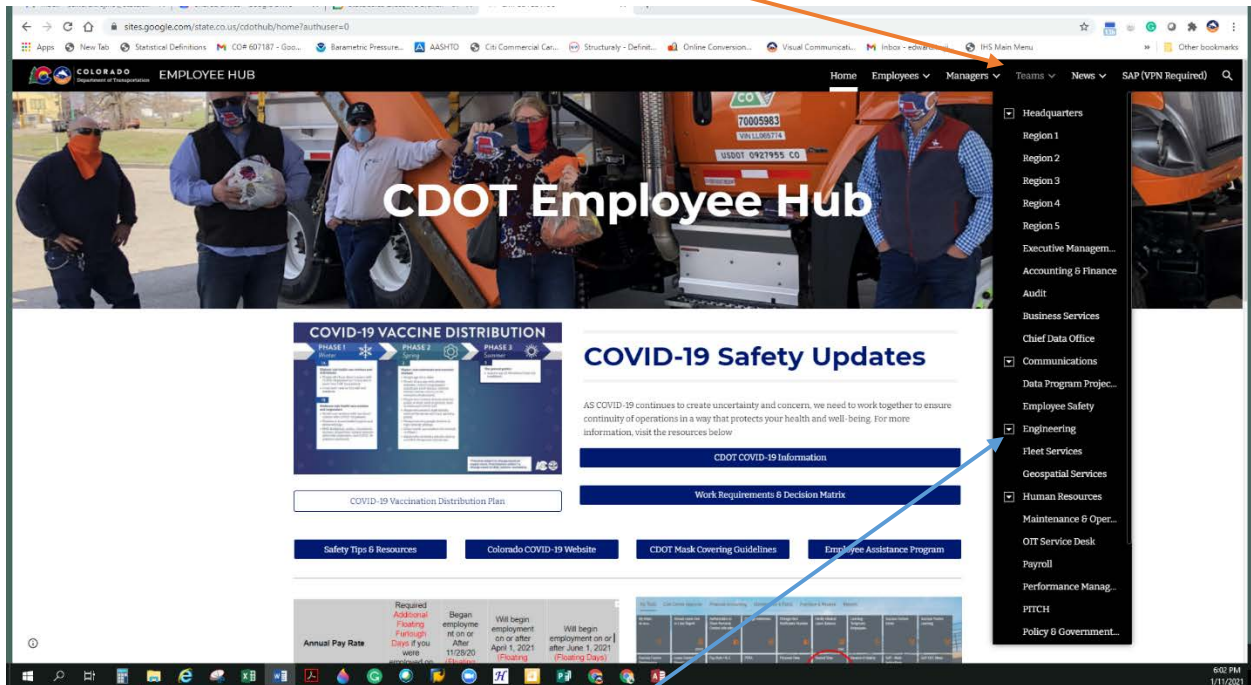 sites.google.com/state.co.us/cdothub/home?authuser=0
Apps New Tab Statistical Definitions CO# 607187 - Goo... Barametric Pressure... AASHTO Citi Commercial Car... Structuraly - Definit... Online Conversion... Visual Communicati... IHS Main Menu » Other bookmarks
COLORADO
Department of Transportation
EMPLOYEE HUB
Home Employees Managers Teams News SAP (VPN Required)
CO
70005983
USDOT 0927955 CO
CDOT Employee Hub
Headquarters
Region 1
Region 2
Region 3
Region 4
Region 5
Executive Managem...
Accounting & Finance
Audit
Business Services
Chief Data Office
Communications
Data Program Projec...
Employee Safety
Engineering
Fleet Services
Geospatial Services
Human Resources
Maintenance & Oper...
OIT Service Desk
Payroll
Performance Manag...
PITCH
Policy & Government...
COVID-19 VACCINE DISTRIBUTION
PHASE 1
Winter
PHASE 2
Spring
PHASE 3
Summer
COVID-19 Vaccination Distribution Plan
COVID-19 Safety Updates
AS COVID-19 continues to create uncertainty and concern, we need to work together to ensure
continuity of operations in a way that protects your health and well-being. For more
information, visit the resources below
CDOT COVID-19 Information
Work Requirements & Decision Matrix
Safety Tips & Resources
Colorado COVID-19 Website
CDOT Mask Covering Guidelines
Employee Assistance Program
Annual Pay Rate
Required
Additional
Floating
Furlough
Days if you
were
employed on
Began
employme
nt on or
After
11/28/20
(Floating
Will begin
employment
on or after
April 1, 2021
(Floating
Will begin
employment on or
after June 1, 2021
(Floating Days)
6:02 PM
1/11/2021